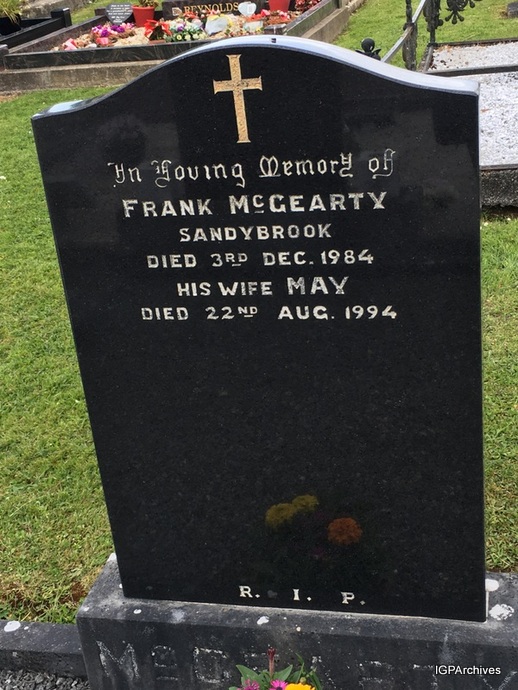 REYNOLDS
In Loving Memory of
FRANK McGEARTY
SANDYBROOK
DIED 3RD DEC. 1984
HIS WIFE MAY
DIED 22ND AUG. 1994
R. I. P.
IGPArchives